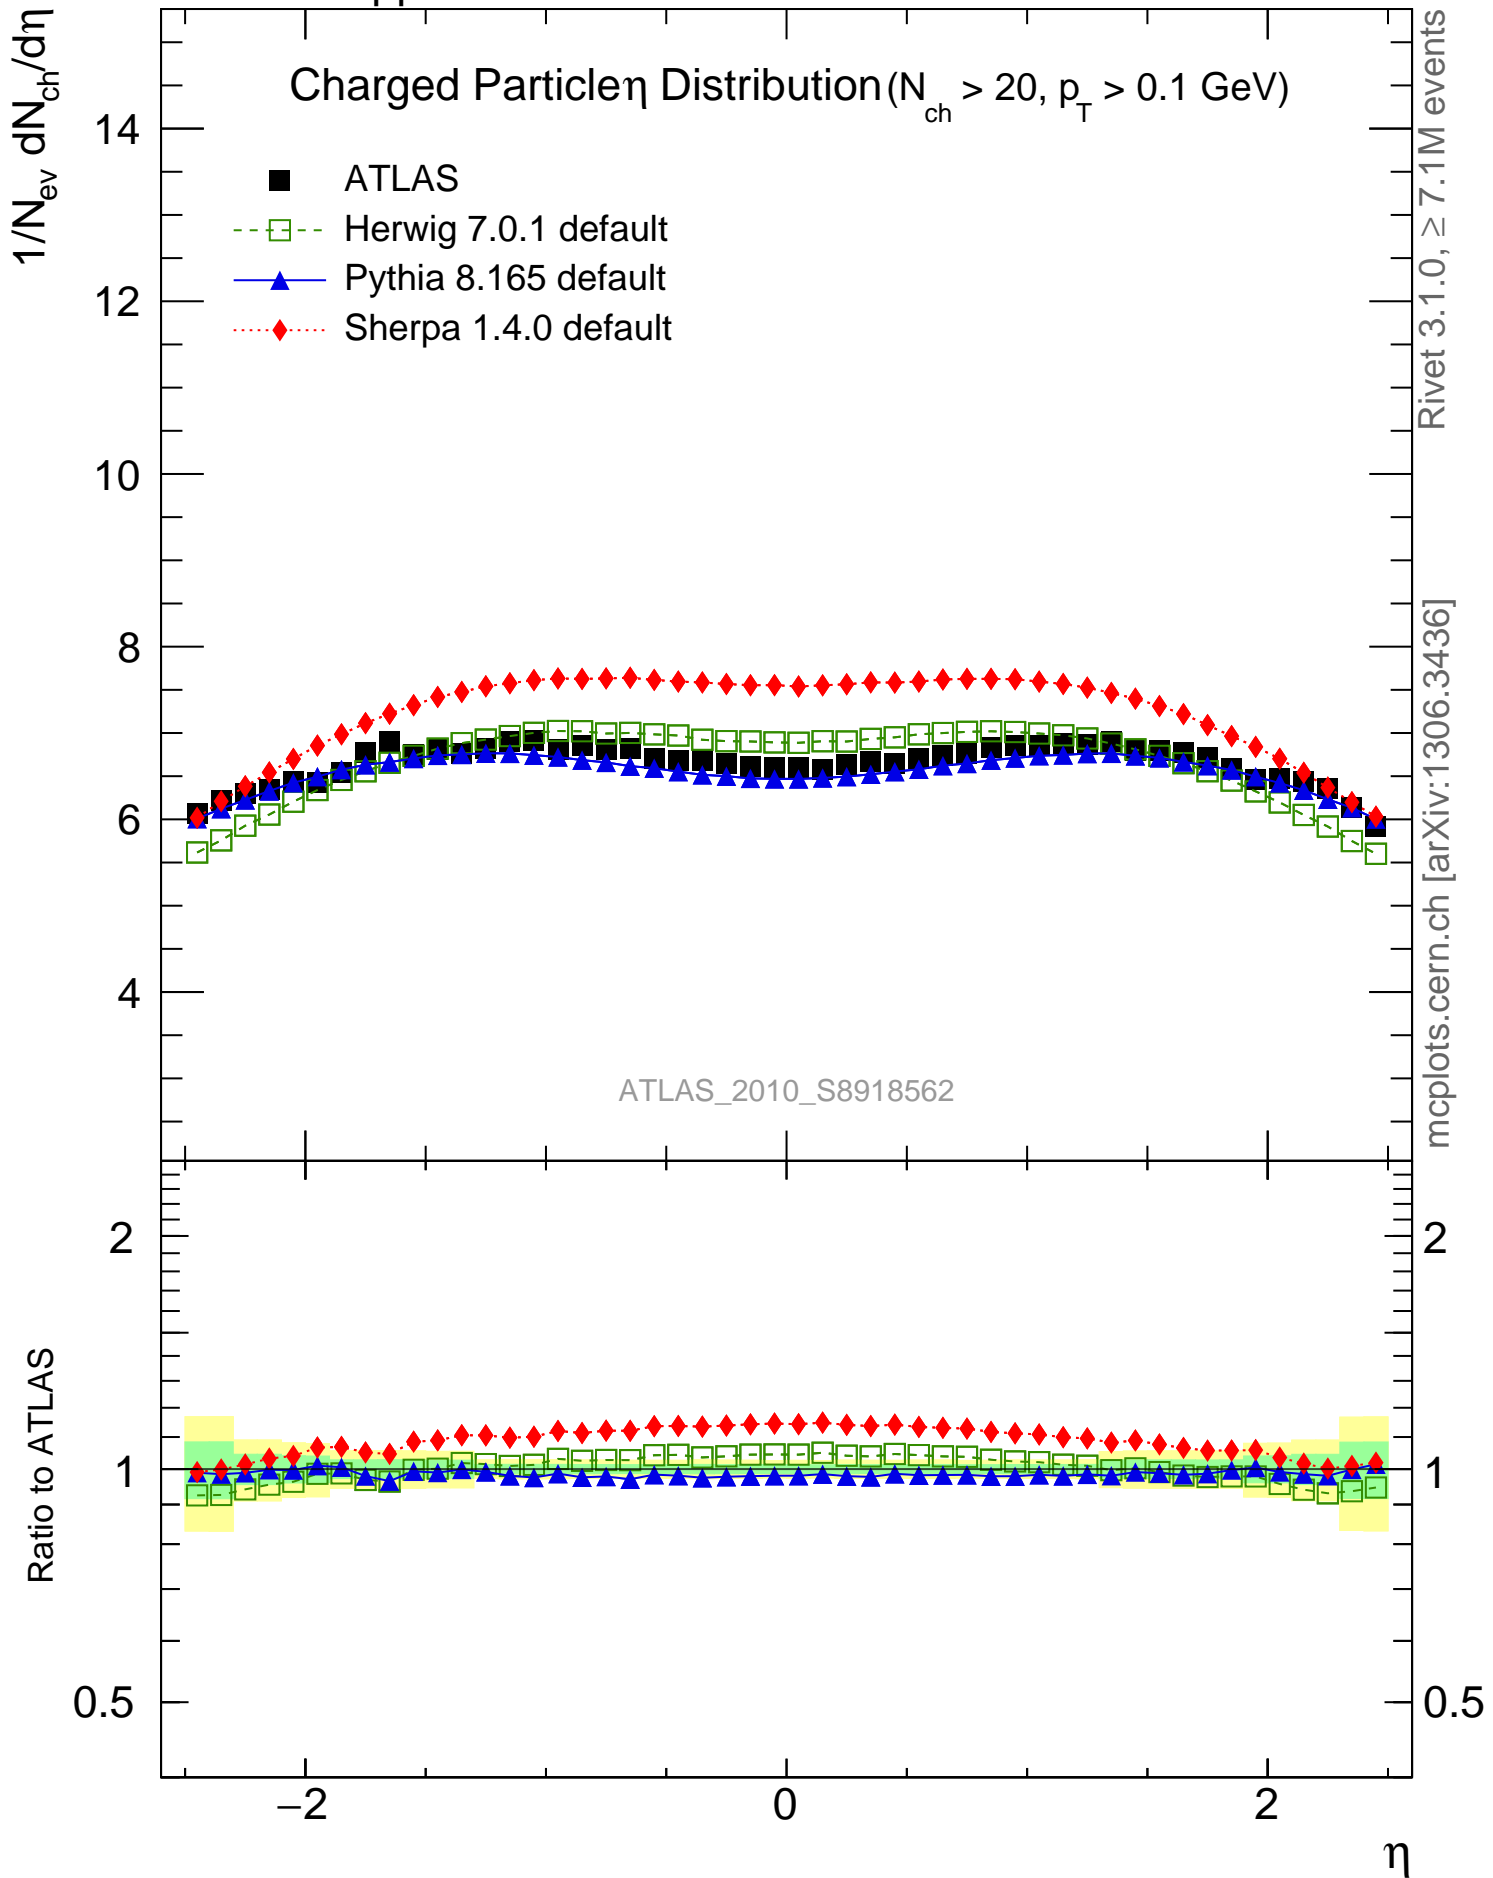 pp
1/N_ev dN_ch/dη
Charged Particleη Distribution (N_ch > 20, p_T > 0.1 GeV)
ATLAS
Herwig 7.0.1 default
Pythia 8.165 default
Sherpa 1.4.0 default
14
12
10
8
6
4
ATLAS_2010_S8918562
Rivet 3.1.0, ≥ 7.1M events
mcplots.cern.ch [arXiv:1306.3436]
Ratio to ATLAS
2
1
0.5
2
1
0.5
−2
0
2
η